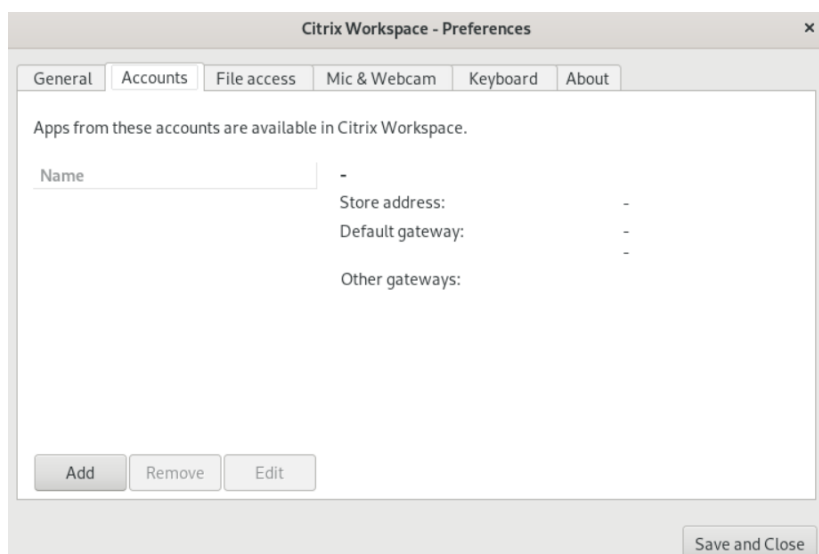 Citrix Workspace - Preferences ×
General Accounts File access Mic & Webcam Keyboard About
Apps from these accounts are available in Citrix Workspace.
Name
-
Store address: -
Default gateway: -
-
Other gateways:
Add Remove Edit
Save and Close